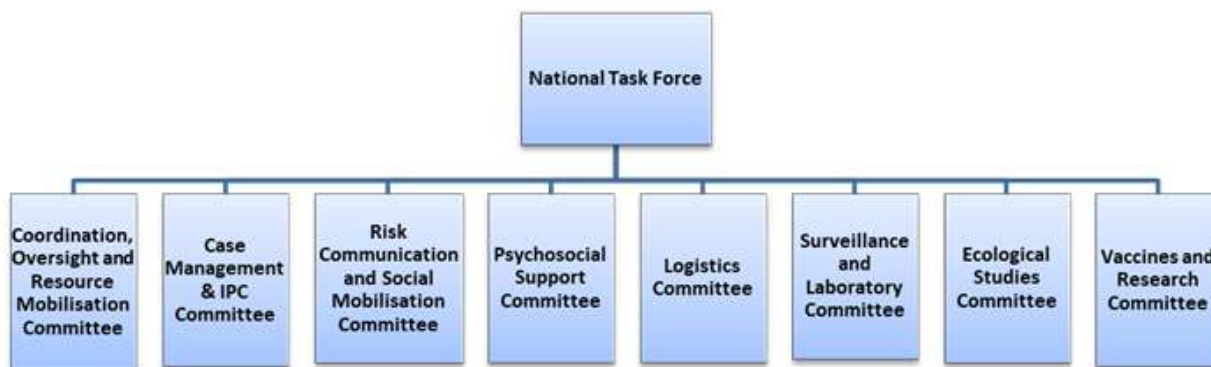 National Task Force
Coordination,
Oversight and
Resource
Mobilisation
Committee
Case
Management
& IPC
Committee
Risk
Communication
and Social
Mobilisation
Committee
Psychosocial
Support
Committee
Logistics
Committee
Surveillance
and
Laboratory
Committee
Ecological
Studies
Committee
Vaccines and
Research
Committee